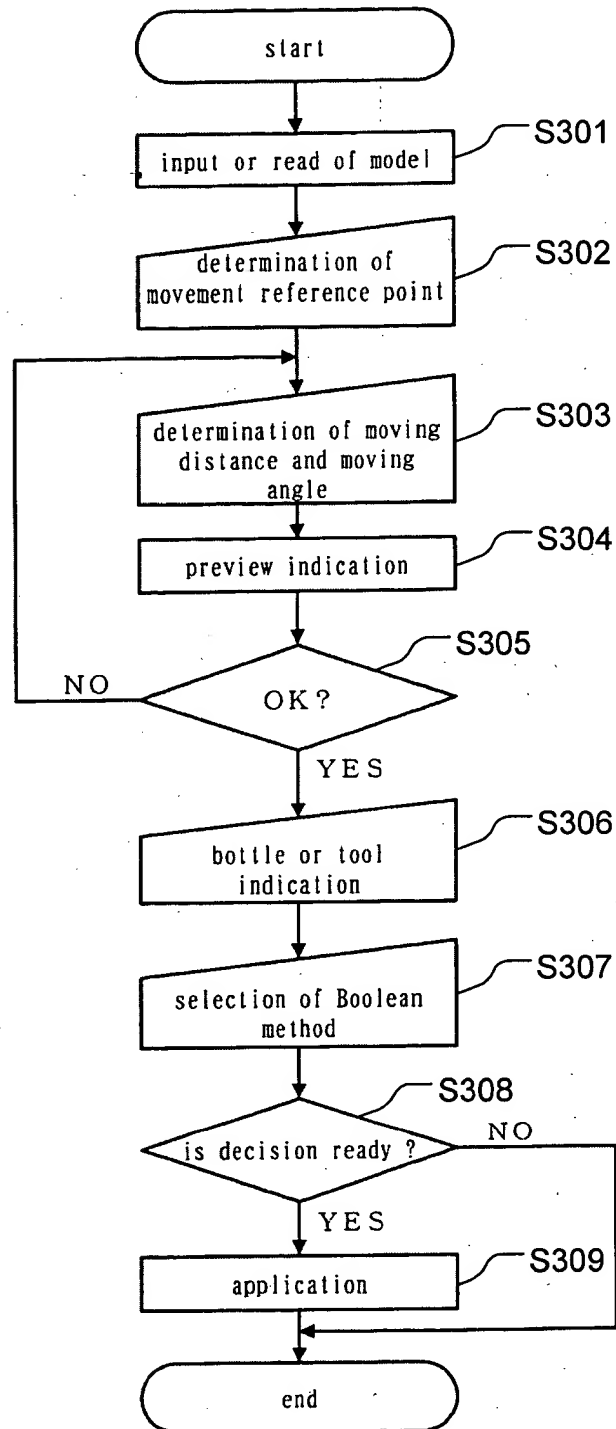 start
S301
input or read of model
S302
determination of
movement reference point
S303
determination of moving
distance and moving
angle
S304
preview indication
S305
NO
OK?
YES
S306
bottle or tool
indication
S307
selection of Boolean
method
S308
NO
is decision ready ?
YES
S309
application
end